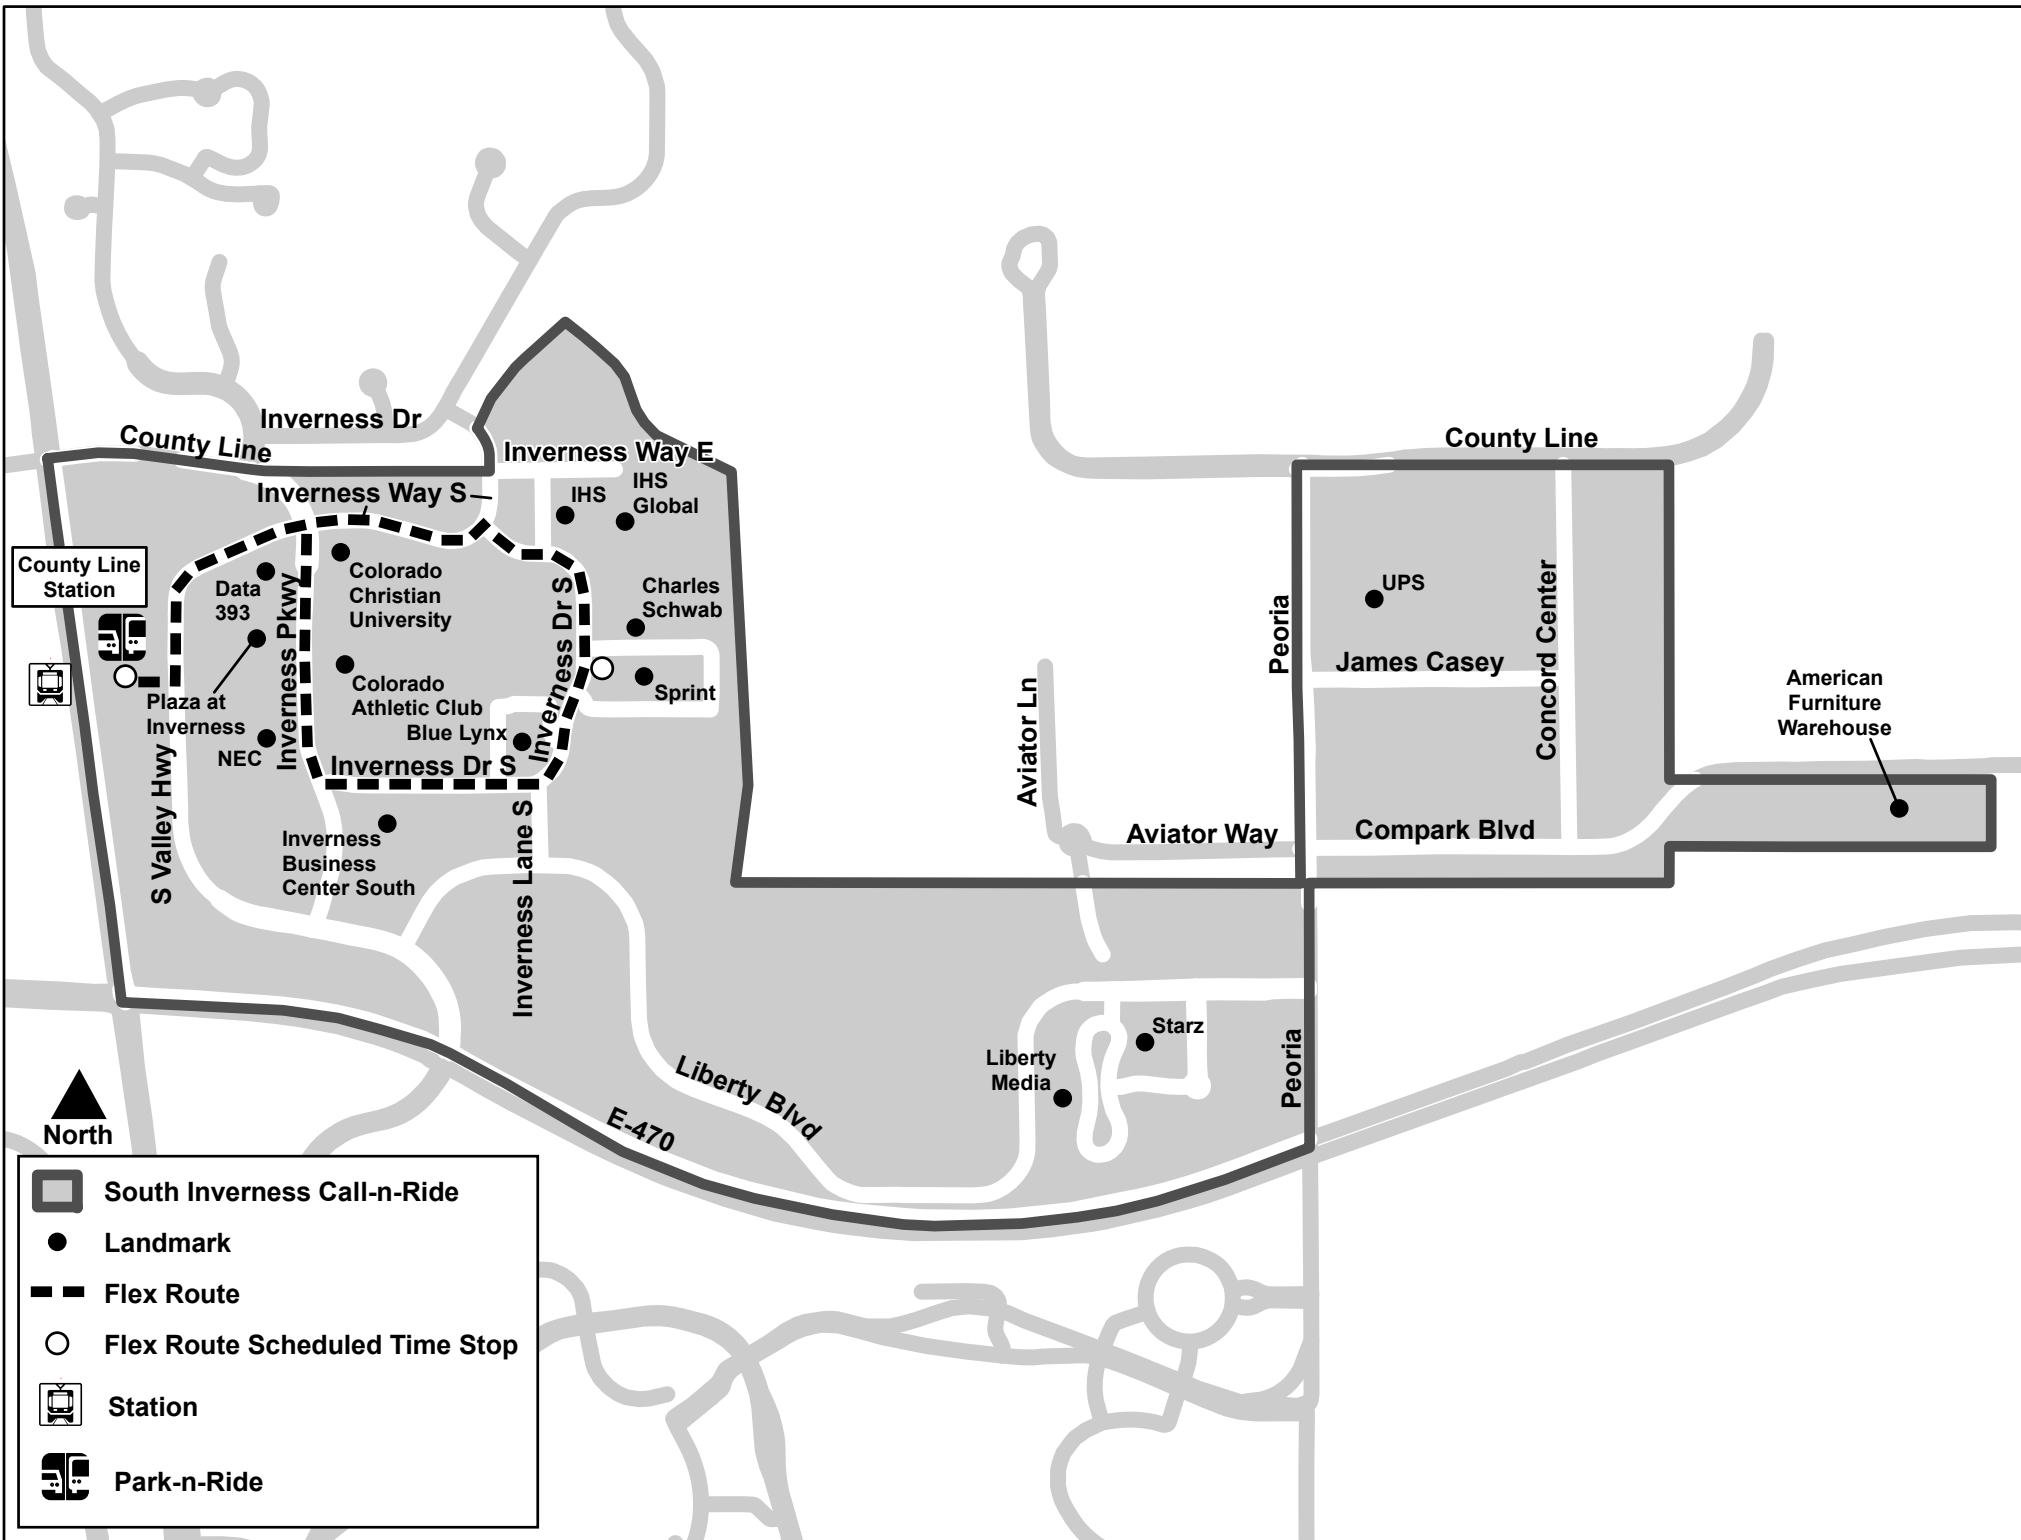 Inverness Dr
County Line
Inverness Way E
County Line
Inverness Way S
IHS
IHS
Global
County Line
Station
Data
393
Inverness Pkwy
Colorado
Christian
University
Inverness Dr S
Charles
Schwab
UPS
Peoria
Concord Center
James Casey
Plaza at
Inverness
Colorado
Athletic Club
Sprint
Blue Lynx
NEC
Inverness Dr S
Aviator Ln
American
Furniture
Warehouse
S Valley Hwy
Inverness
Business
Center South
Inverness Lane S
Aviator Way
Compark Blvd
Starz
Liberty
Media
Peoria
Liberty Blvd
E-470
North
South Inverness Call-n-Ride
Landmark
Flex Route
Flex Route Scheduled Time Stop
Station
Park-n-Ride